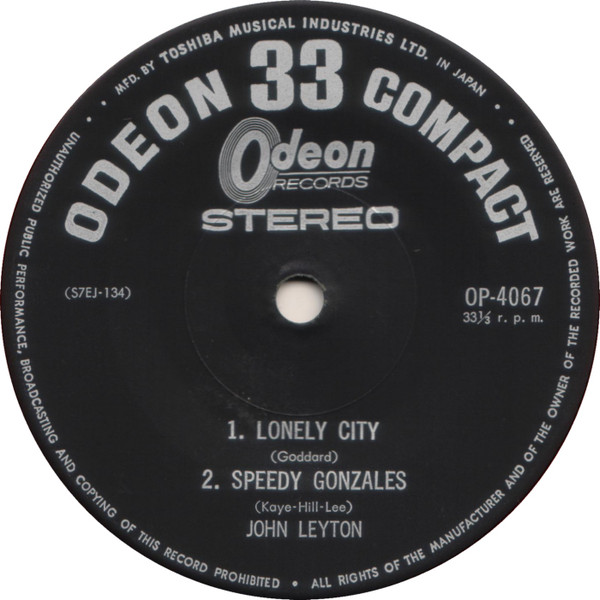 MFD. BY TOSHIBA MUSICAL INDUSTRIES LTD. IN JAPAN
ODEON 33 COMPACT
Odeon
RECORDS
STEREO
(S7EJ-134)
OP-4067
33⅓ r. p. m.
1. LONELY CITY
(Goddard)
2. SPEEDY GONZALES
(Kaye-Hill-Lee)
JOHN LEYTON
UNAUTHORIZED PUBLIC PERFORMANCE, BROADCASTING AND COPYING OF THIS RECORD PROHIBITED • ALL RIGHTS OF THE MANUFACTURER AND OF THE OWNER OF THE RECORDED WORK ARE RESERVED